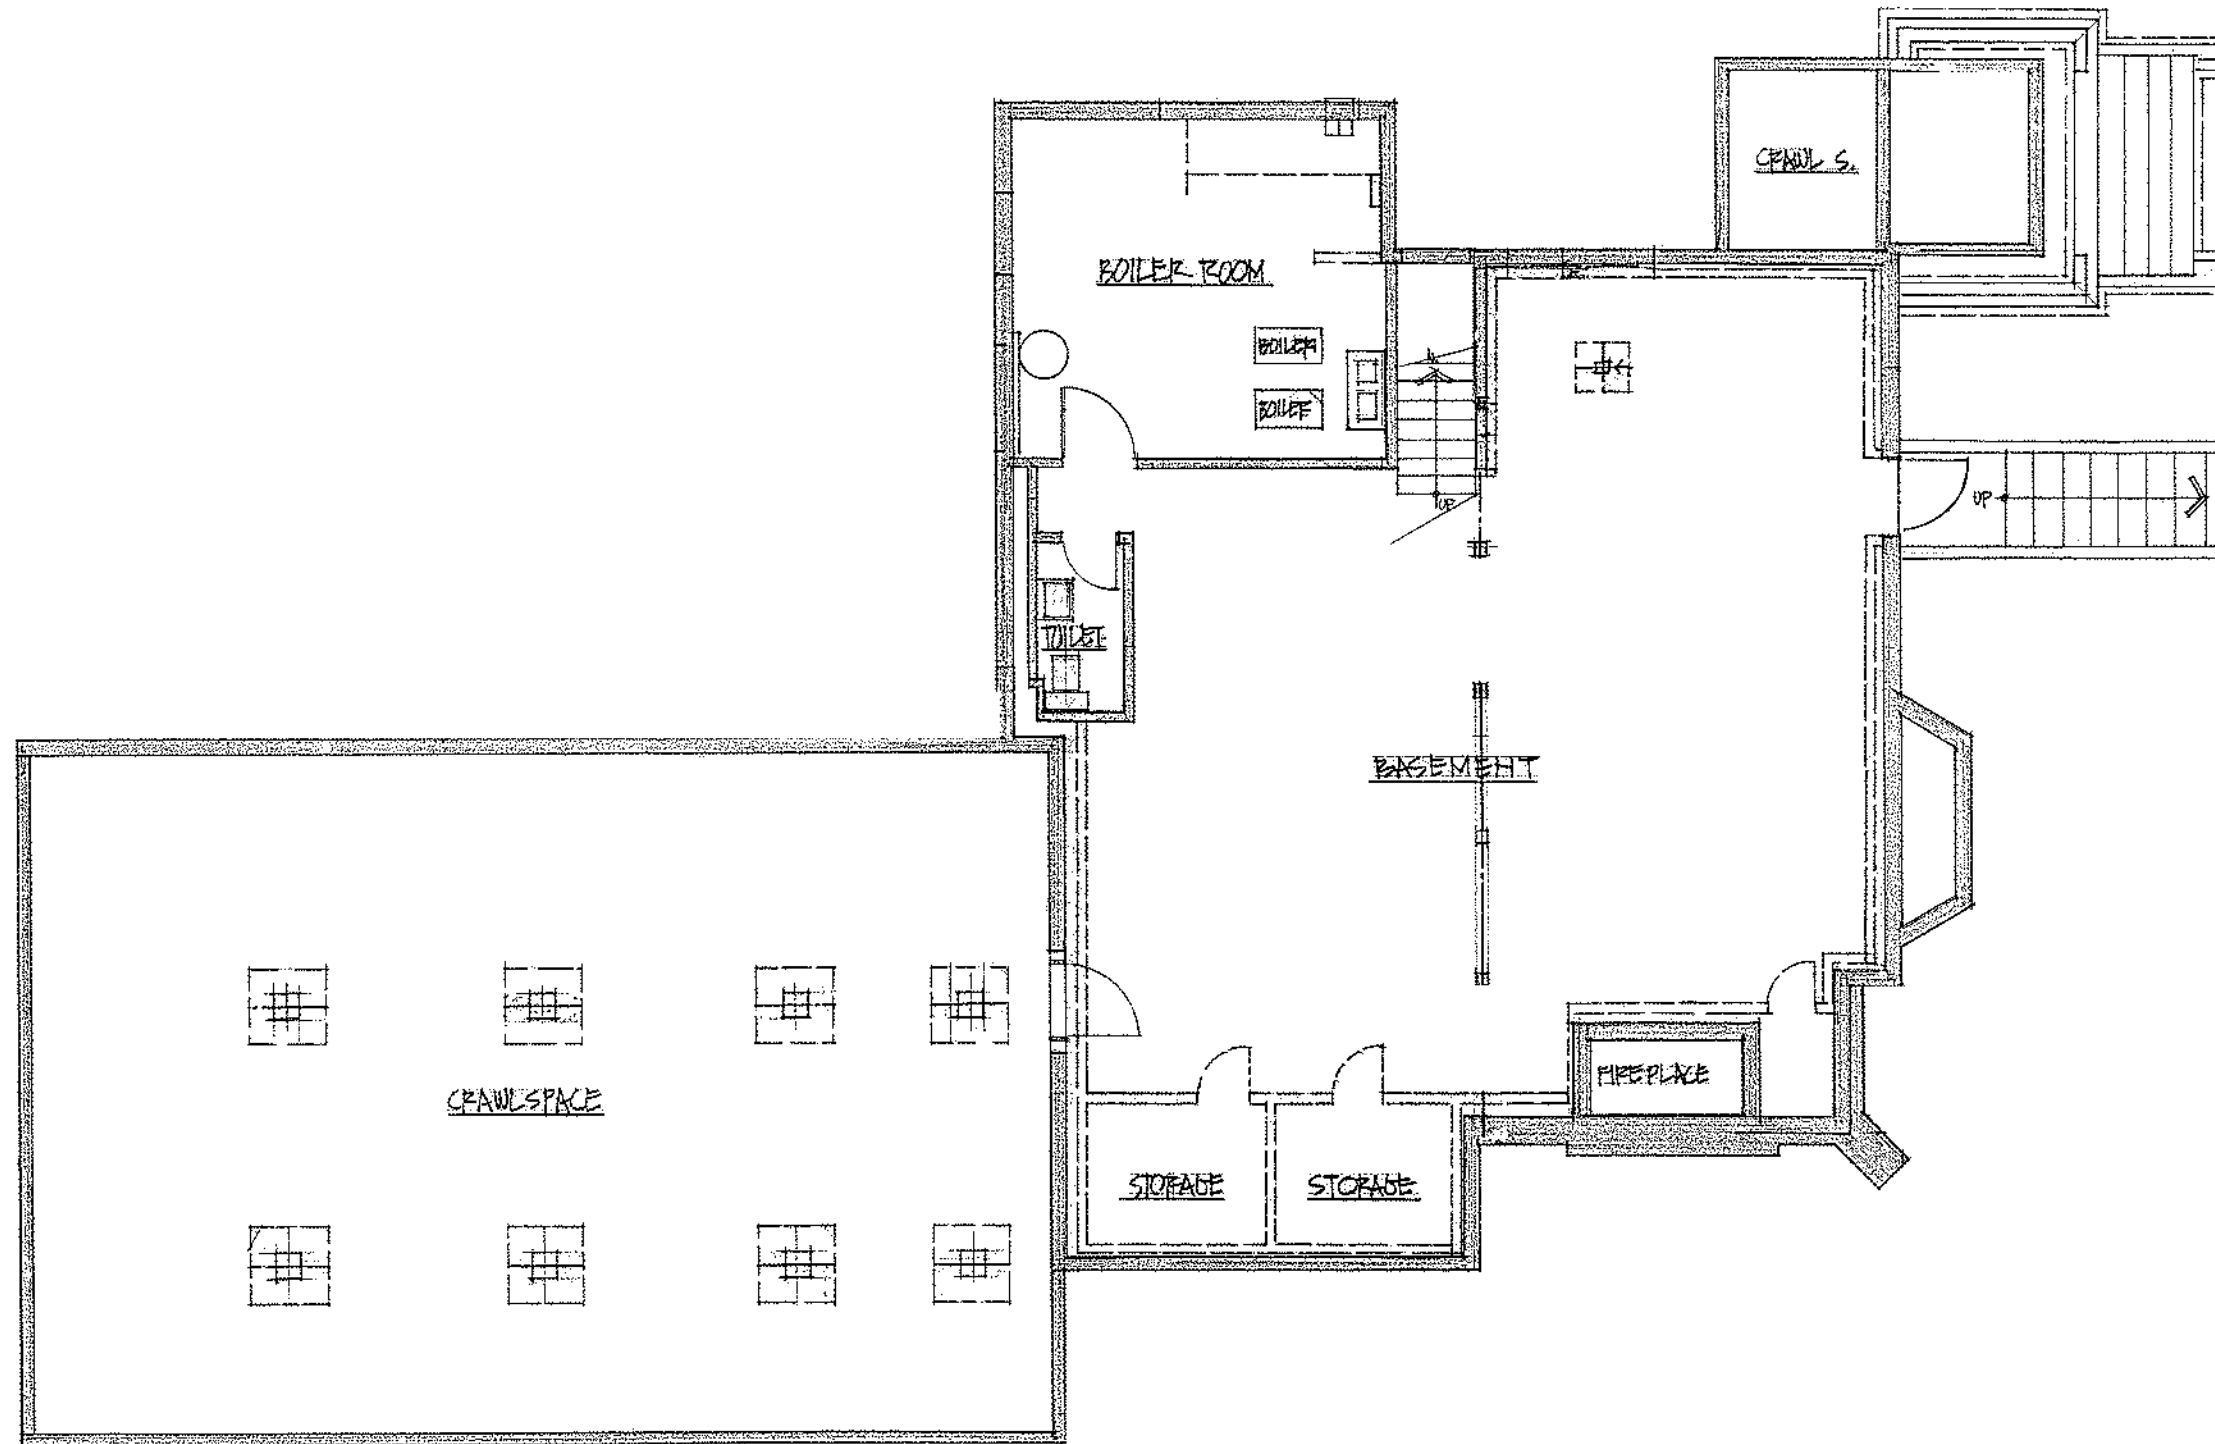 CRAWL S.
BOILER ROOM
BOILER
BOILER
UP
UP
TOILET
BASEMENT
FIREPLACE
CRAWLSPACE
STORAGE
STORAGE